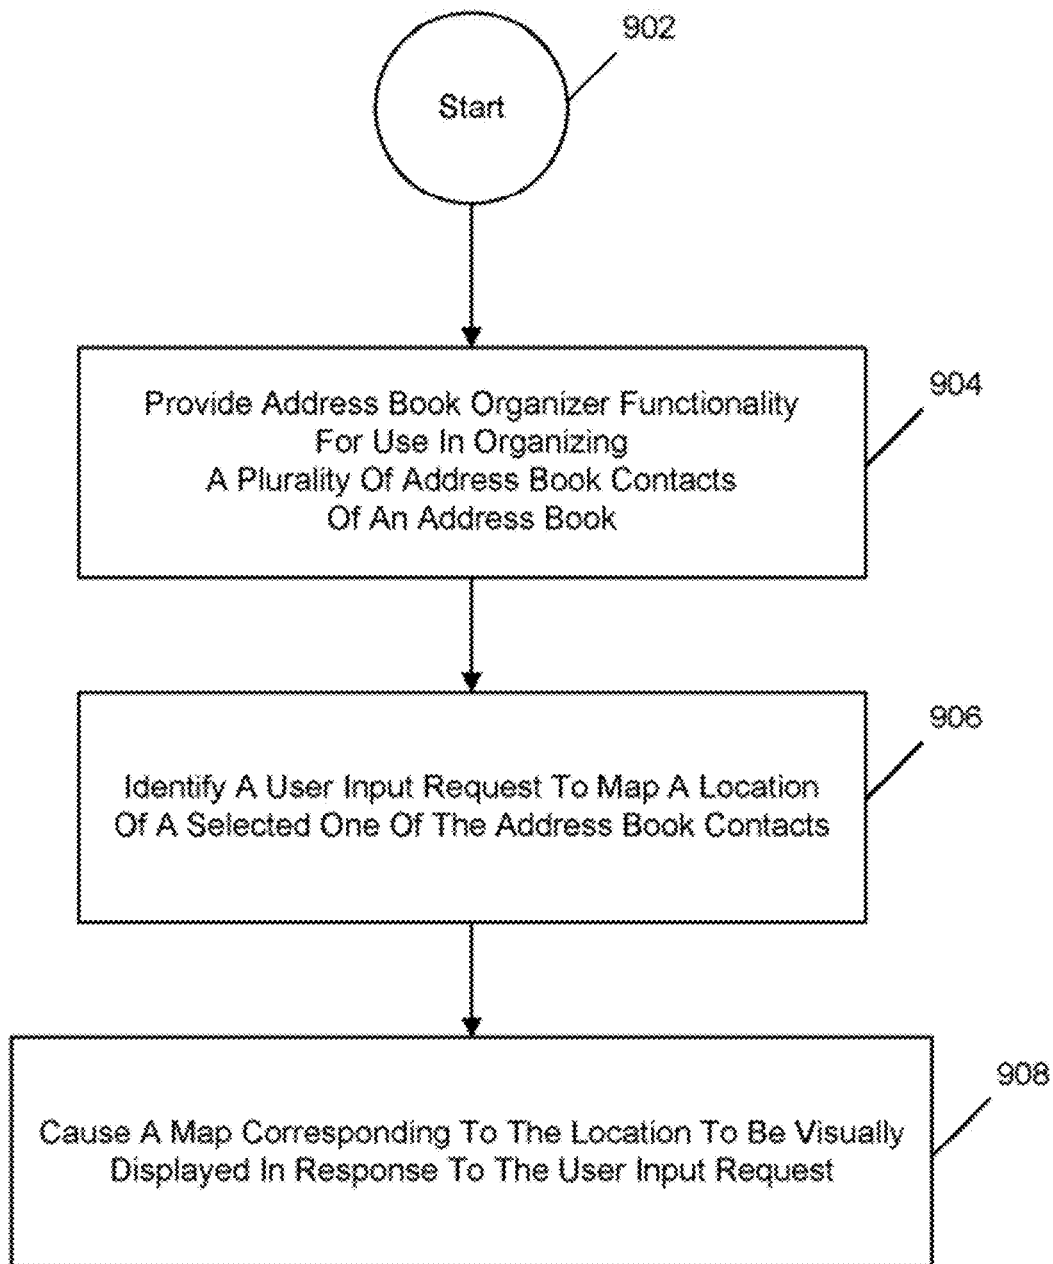 902
Start
904
Provide Address Book Organizer Functionality
For Use In Organizing
A Plurality Of Address Book Contacts
Of An Address Book
906
Identify A User Input Request To Map A Location
Of A Selected One Of The Address Book Contacts
908
Cause A Map Corresponding To The Location To Be Visually
Displayed In Response To The User Input Request